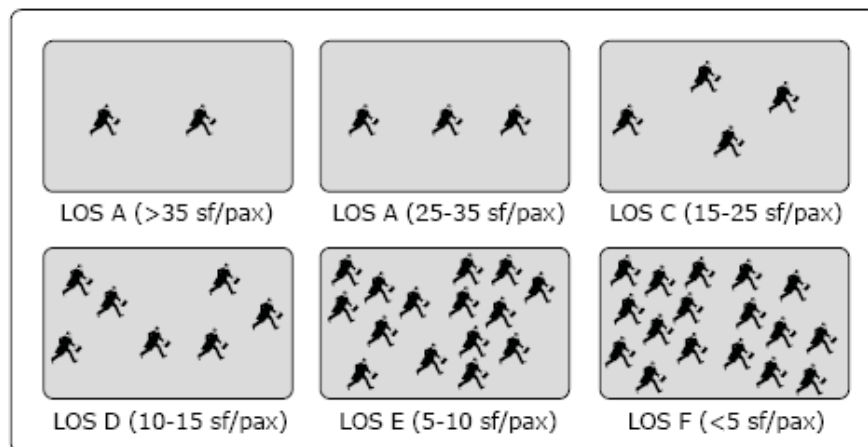 LOS A (>35 sf/pax)
LOS A (25-35 sf/pax)
LOS C (15-25 sf/pax)
LOS D (10-15 sf/pax)
LOS E (5-10 sf/pax)
LOS F (<5 sf/pax)